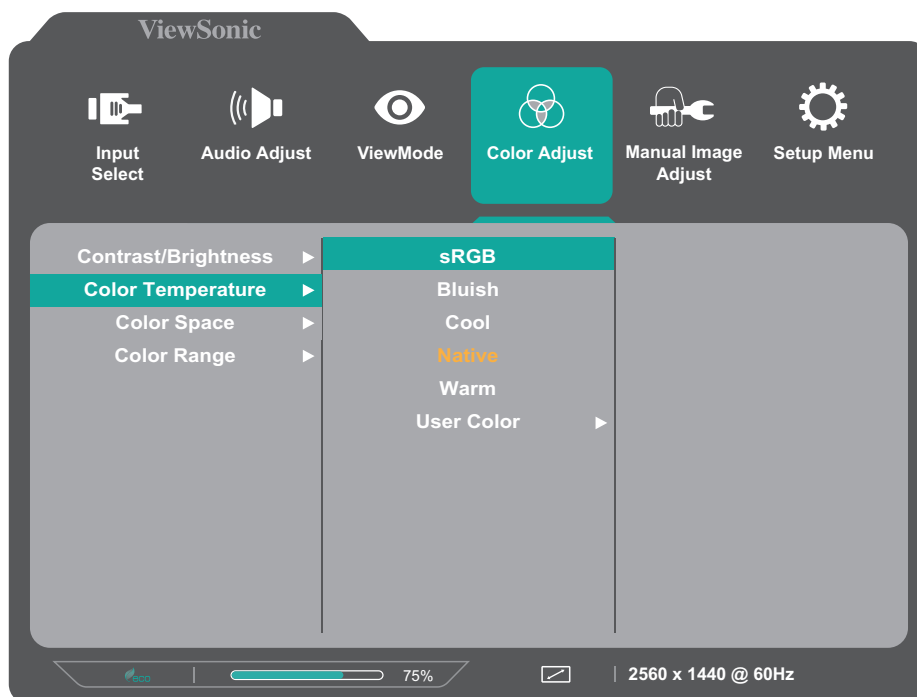 ViewSonic
Input
Select
Audio Adjust
ViewMode
Color Adjust
Manual Image
Adjust
Setup Menu
Contrast/Brightness
Color Temperature
Color Space
Color Range
sRGB
Bluish
Cool
Native
Warm
User Color
eco
75%
2560 x 1440 @ 60Hz